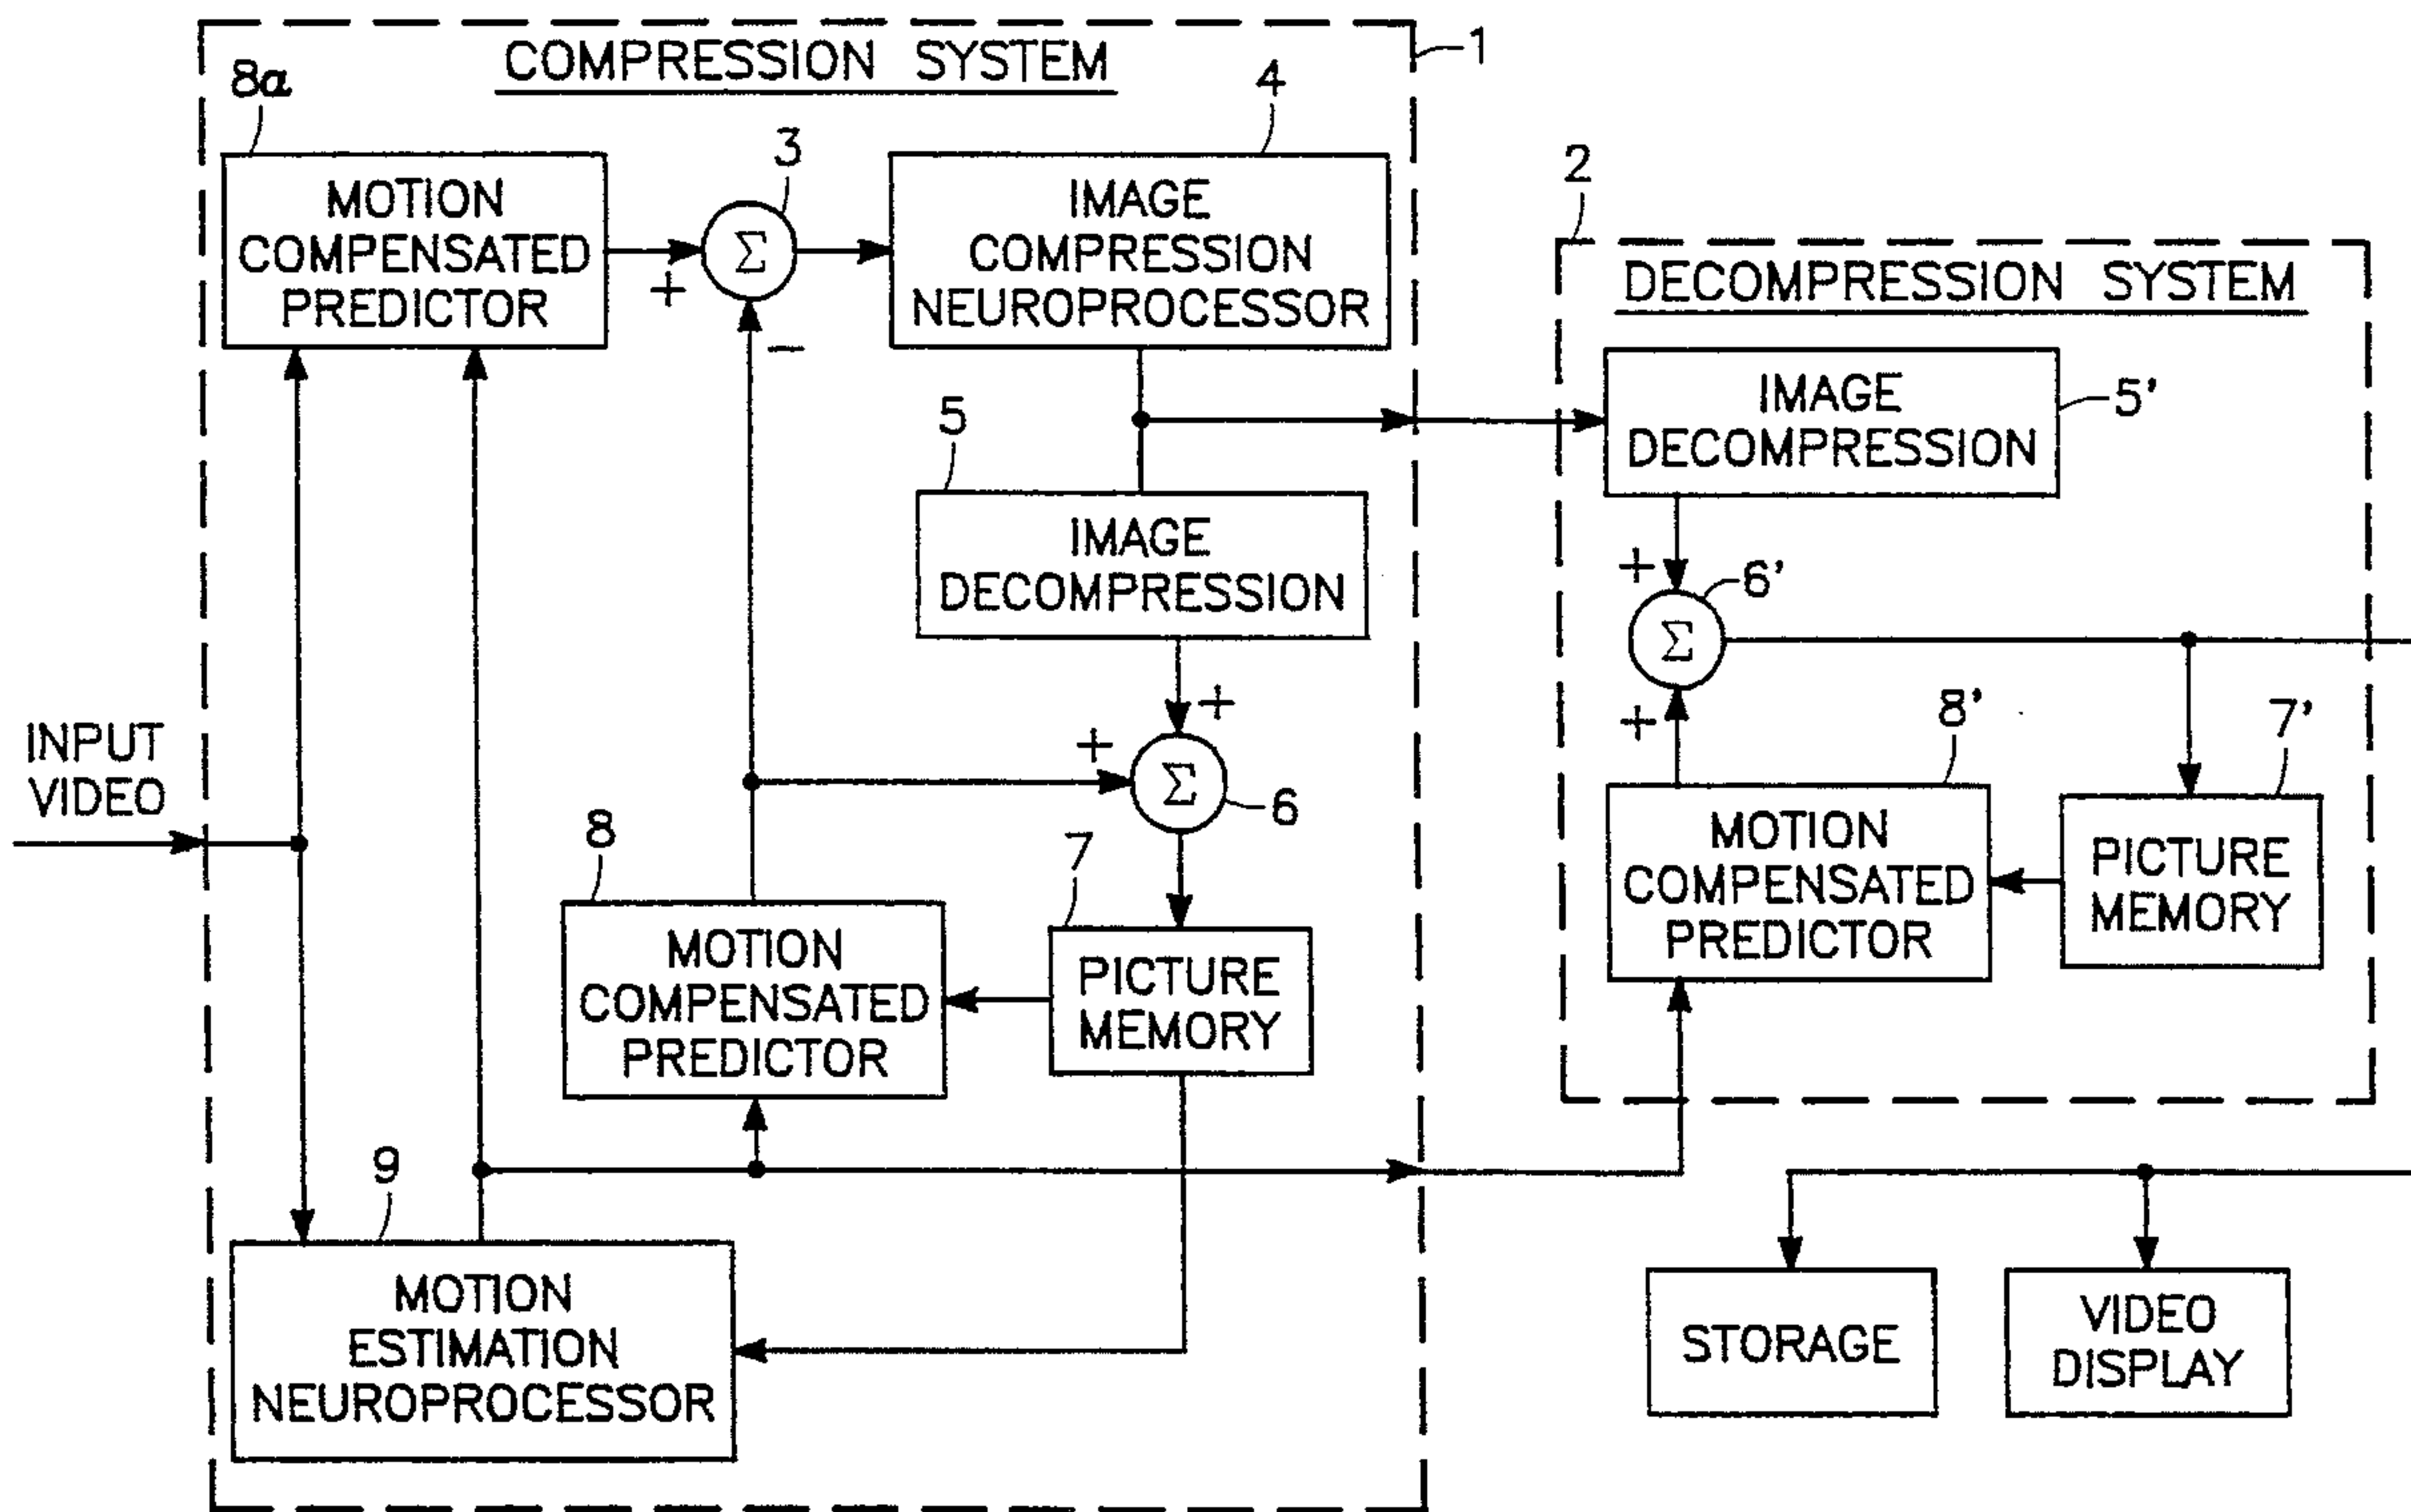 COMPRESSION SYSTEM
1
8a
MOTION
COMPENSATED
PREDICTOR
3
Σ
+
-
4
IMAGE
COMPRESSION
NEUROPROCESSOR
5
IMAGE
DECOMPRESSION
+
+
Σ
6
INPUT
VIDEO
8
MOTION
COMPENSATED
PREDICTOR
7
PICTURE
MEMORY
9
MOTION
ESTIMATION
NEUROPROCESSOR
2
DECOMPRESSION SYSTEM
IMAGE
DECOMPRESSION
5'
+
Σ
6'
+
8'
MOTION
COMPENSATED
PREDICTOR
7'
PICTURE
MEMORY
STORAGE
VIDEO
DISPLAY